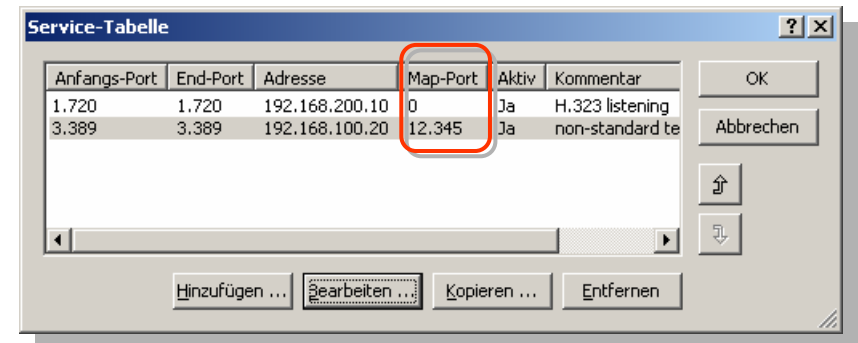 Service-Tabelle
Anfangs-Port End-Port Adresse Map-Port Aktiv Kommentar
1.720 1.720 192.168.200.10 0 Ja H.323 listening
3.389 3.389 192.168.100.20 12.345 Ja non-standard te
OK
Abbrechen
Hinzufügen ... Bearbeiten ... Kopieren ... Entfernen